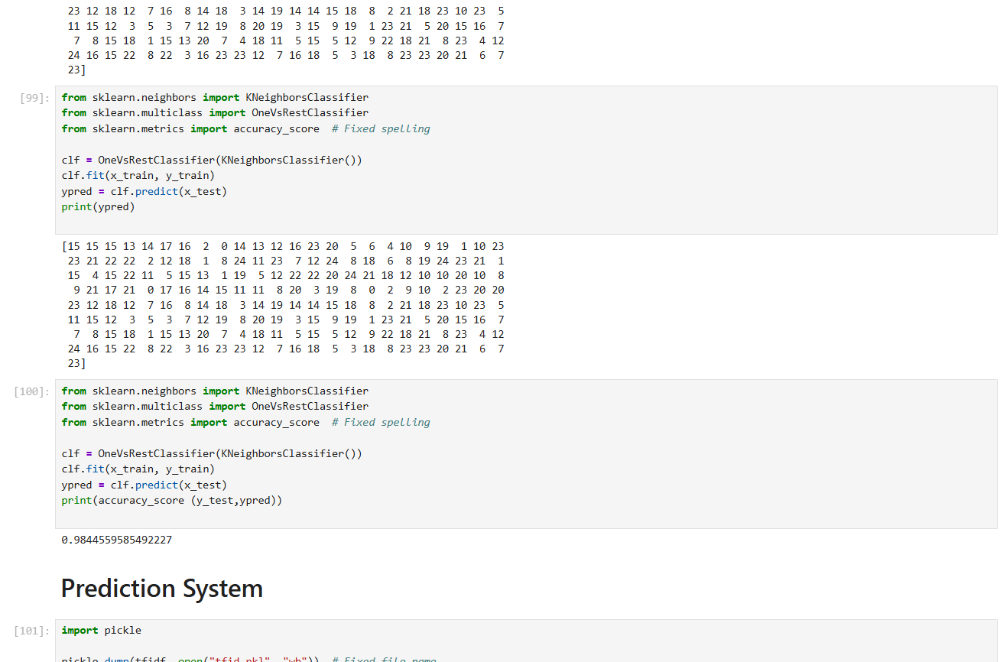 23 12 18 12  7 16  8 14 18  3 14 19 14 14 15 18  8  2 21 18 23 10 23  5
11 15 12  3  5  3  7 12 19  8 20 19  3 15  9 19  1 23 21  5 20 15 16  7
7  8 15 18  1 15 13 20  7  4 18 11  5 15  5 12  9 22 18 21  8 23  4 12
24 16 15 22  8 22  3 16 23 23 12  7 16 18  5  3 18  8 23 23 20 21  6  7
23]
[99]:
from sklearn.neighbors import KNeighborsClassifier
from sklearn.multiclass import OneVsRestClassifier
from sklearn.metrics import accuracy_score  # Fixed spelling
clf = OneVsRestClassifier(KNeighborsClassifier())
clf.fit(x_train, y_train)
ypred = clf.predict(x_test)
print(ypred)
[15 15 15 13 14 17 16  2  0 14 13 12 16 23 20  5  6  4 10  9 19  1 10 23
23 21 22 22  2 12 18  1  8 24 11 23  7 12 24  8 18  6  8 19 24 23 21  1
15  4 15 22 11  5 15 13  1 19  5 12 22 22 20 24 21 18 12 10 10 20 10  8
9 21 17 21  0 17 16 14 15 11 11  8 20  3 19  8  0  2  9 10  2 23 20 20
23 12 18 12  7 16  8 14 18  3 14 19 14 14 15 18  8  2 21 18 23 10 23  5
11 15 12  3  5  3  7 12 19  8 20 19  3 15  9 19  1 23 21  5 20 15 16  7
7  8 15 18  1 15 13 20  7  4 18 11  5 15  5 12  9 22 18 21  8 23  4 12
24 16 15 22  8 22  3 16 23 23 12  7 16 18  5  3 18  8 23 23 20 21  6  7
23]
[100]:
from sklearn.neighbors import KNeighborsClassifier
from sklearn.multiclass import OneVsRestClassifier
from sklearn.metrics import accuracy_score  # Fixed spelling
clf = OneVsRestClassifier(KNeighborsClassifier())
clf.fit(x_train, y_train)
ypred = clf.predict(x_test)
print(accuracy_score (y_test,ypred))
0.9844559585492227
Prediction System
[101]:
import pickle
pickle.dump(tfidf, open("tfid.pkl", "wb"))  # Fixed file name